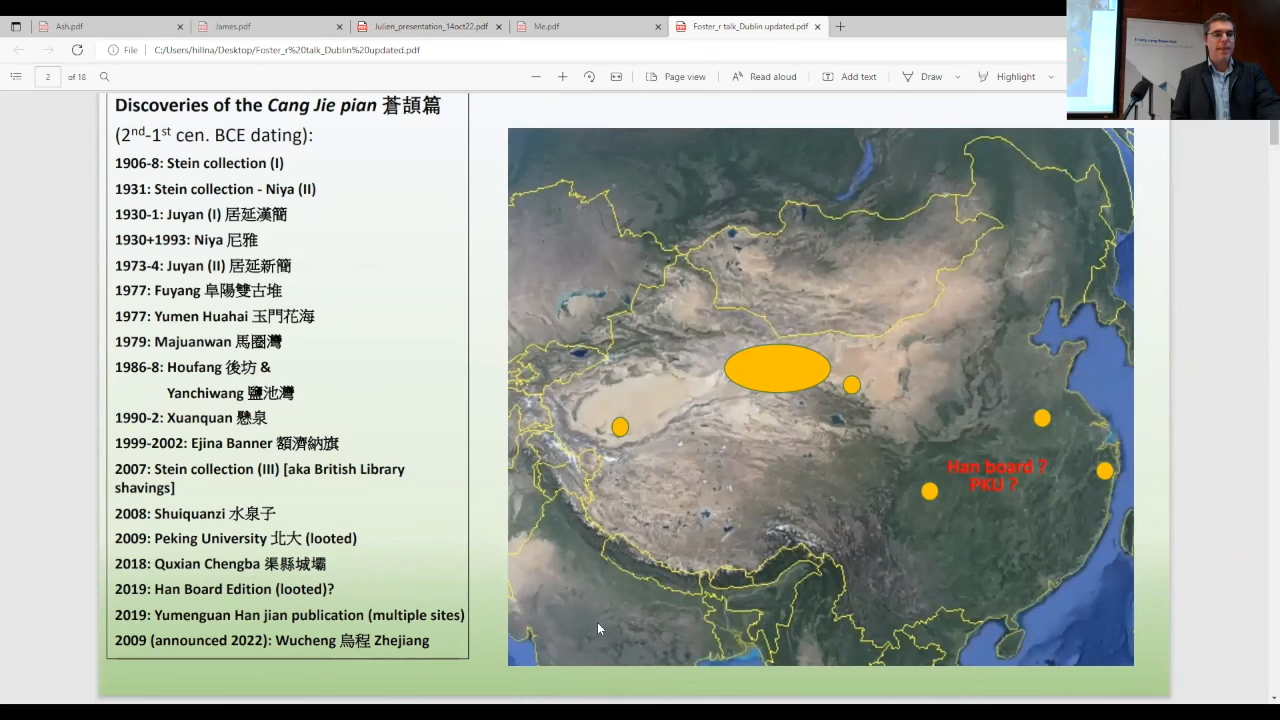 Ash.pdf
James.pdf
Julien_presentation_14oct22.pdf
Me.pdf
Foster_r talk_Dublin updated.pdf
File
C:/Users/hillna/Desktop/Foster_r%20talk_Dublin%20updated.pdf
2 of 18
Page view
Read aloud
Add text
Draw
Highlight
Discoveries of the Cang Jie pian 蒼頡篇
(2nd-1st cen. BCE dating):
1906-8: Stein collection (I)
1931: Stein collection - Niya (II)
1930-1: Juyan (I) 居延漢簡
1930+1993: Niya 尼雅
1973-4: Juyan (II) 居延新簡
1977: Fuyang 阜陽雙古堆
1977: Yumen Huahai 玉門花海
1979: Majuanwan 馬圈灣
1986-8: Houfang 後坊 &
Yanchiwang 鹽池灣
1990-2: Xuanquan 懸泉
1999-2002: Ejina Banner 額濟納旗
2007: Stein collection (III) [aka British Library
shavings]
2008: Shuiquanzi 水泉子
2009: Peking University 北大 (looted)
2018: Quxian Chengba 渠縣城壩
2019: Han Board Edition (looted)?
2019: Yumenguan Han jian publication (multiple sites)
2009 (announced 2022): Wucheng 烏程 Zhejiang
Han board ?
PKU ?